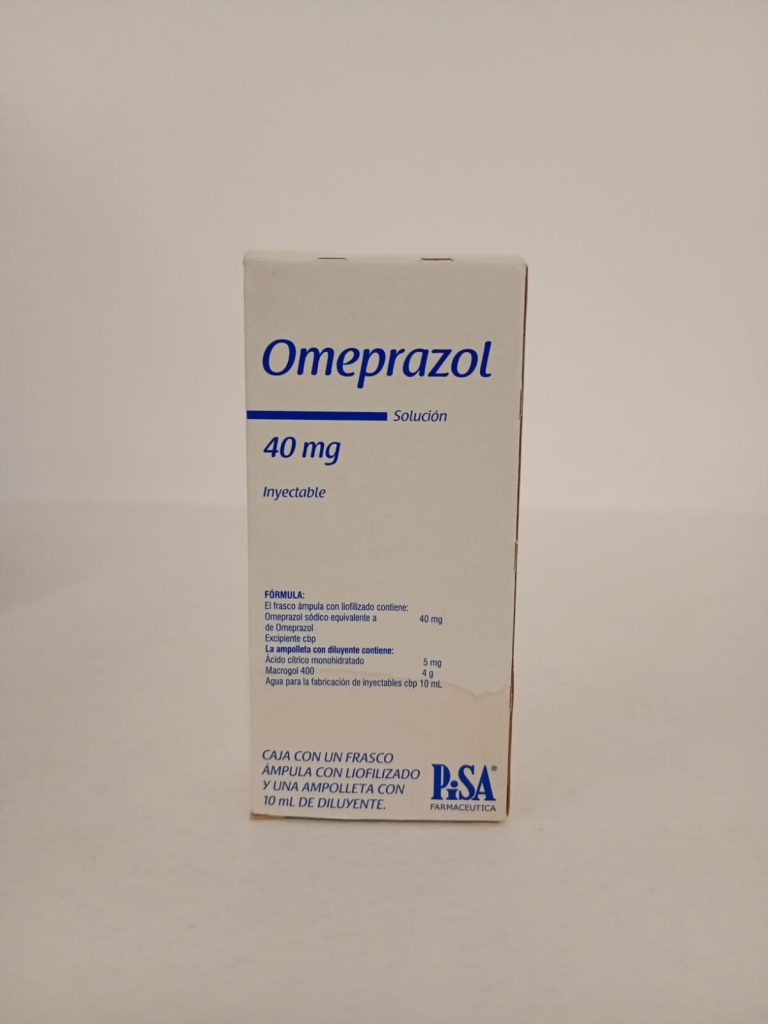 Omeprazol
Solución
40 mg
Inyectable
FÓRMULA:
El frasco ámpula con liofilizado contiene:
Omeprazol sódico equivalente a 40 mg
de Omeprazol
Excipiente cbp
La ampolleta con diluyente contiene:
Ácido cítrico monohidratado 5 mg
Macrogol 400 4 g
Agua para la fabricación de inyectables cbp 10 mL
CAJA CON UN FRASCO
ÁMPULA CON LIOFILIZADO
Y UNA AMPOLLETA CON
10 mL DE DILUYENTE.
PiSA®
FARMACEUTICA